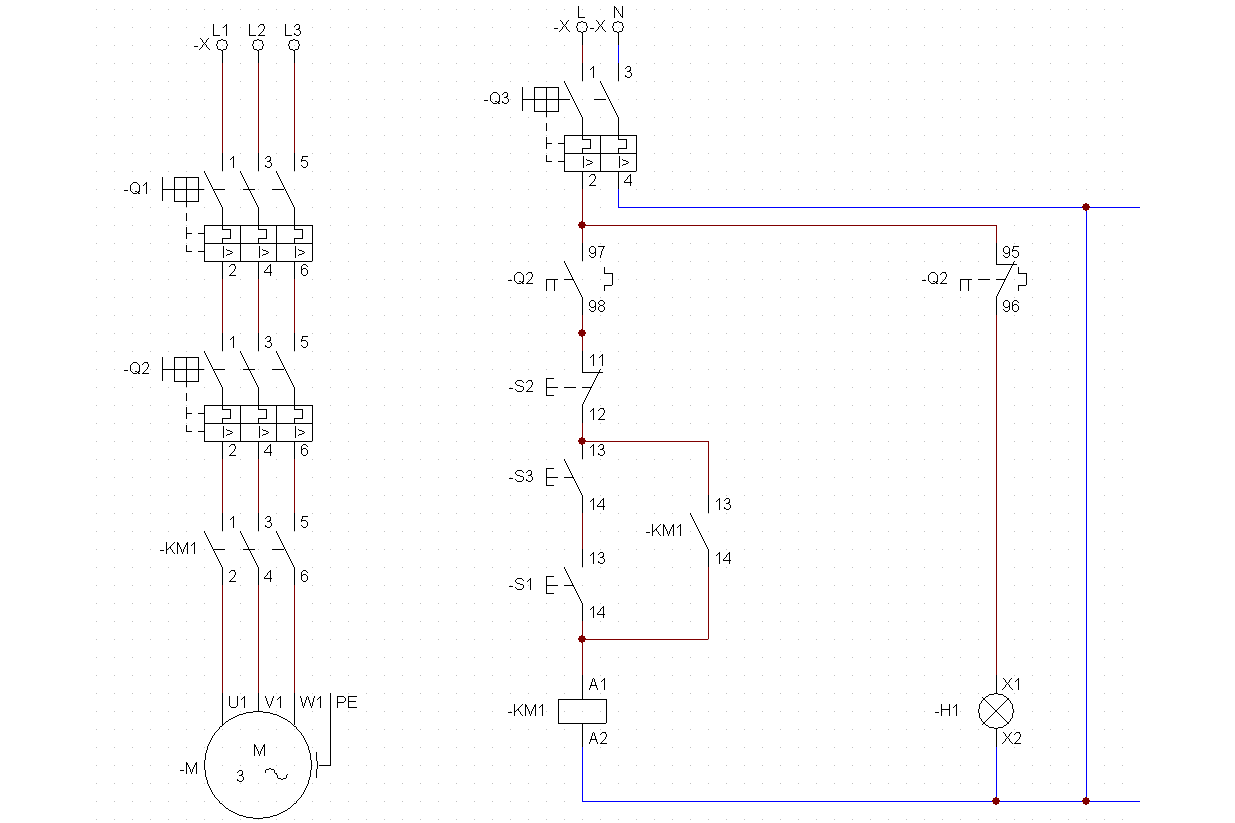 L N
-X -X
L1 L2 L3
-X
1 3
-Q3
1 3 5
2 4
-Q1
97 95
2 4 6
-Q2 -Q2
98 96
1 3 5
11
-Q2
-S2
12
2 4 6
13
-S3
14 13
1 3 5
-KM1
-KM1
13 14
2 4 6
-S1
14
A1 X1
U1 V1 W1 PE
-KM1 -H1
A2 X2
M
-M
3
I> I> I>
I> I> I>
I> I>